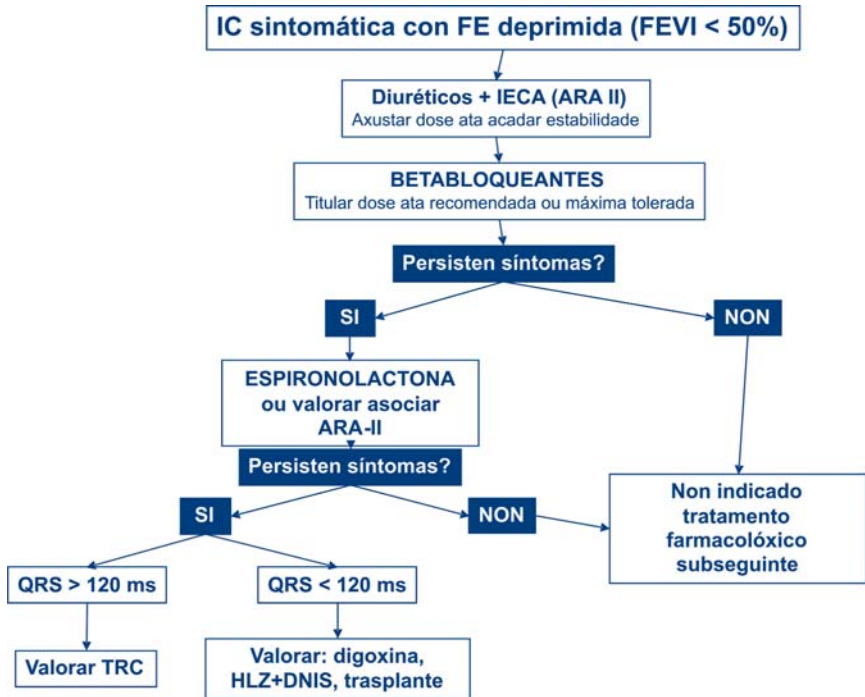 IC sintomática con FE deprimida (FEVI < 50%)
Diuréticos + IECA (ARA II)
Axustar dose ata acadar estabilidade
BETABLOQUEANTES
Titular dose ata recomendada ou máxima tolerada
Persisten síntomas?
SI
NON
ESPIRONOLACTONA
ou valorar asociar
ARA-II
Persisten síntomas?
SI
NON
Non indicado
tratamento
farmacolóxico
subseguinte
QRS > 120 ms
QRS < 120 ms
Valorar TRC
Valorar: digoxina,
HLZ+DNIS, trasplante